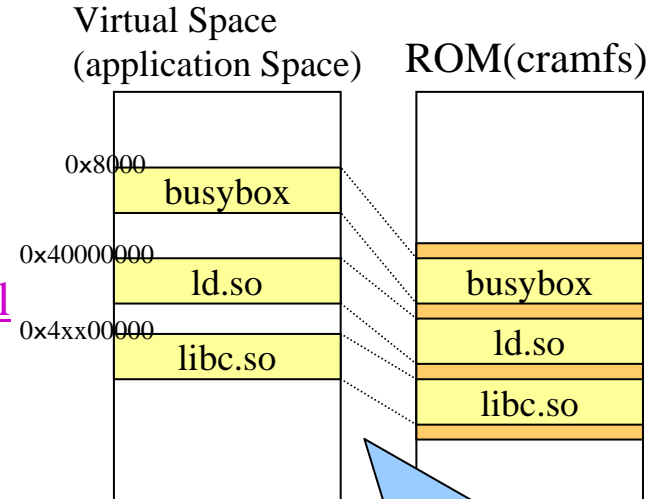 Virtual Space
(application Space)
ROM(cramfs)
0x8000
busybox
0x40000000
ld.so
0x4xx00000
libc.so
busybox
ld.so
libc.so